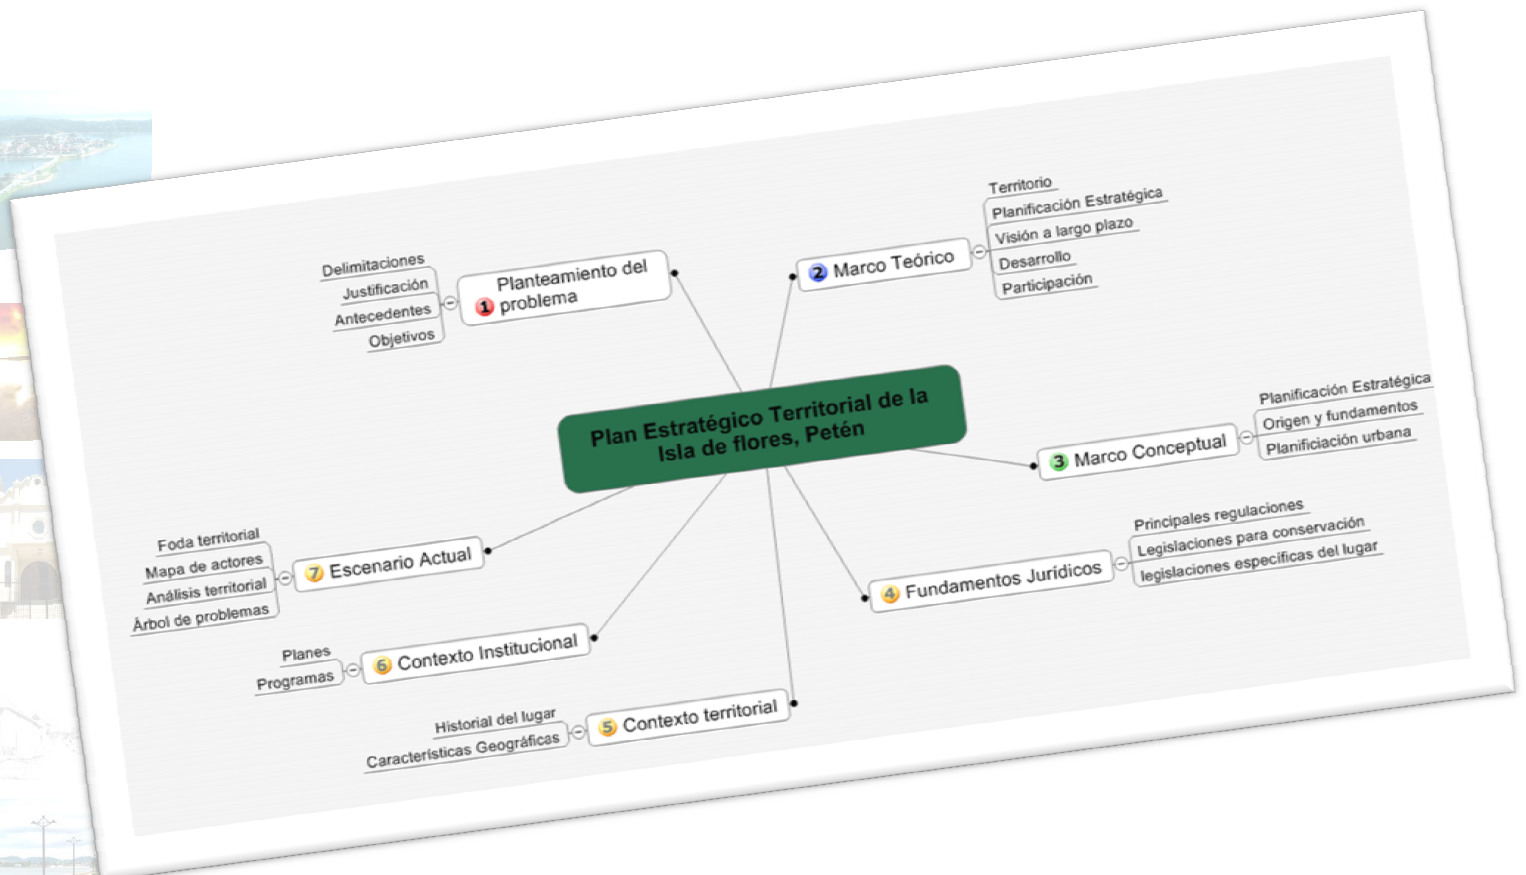 Plan Estratégico Territorial de la
Isla de flores, Petén
1 Planteamiento del
problema
Delimitaciones
Justificación
Antecedentes
Objetivos
2 Marco Teórico
Territorio
Planificación Estratégica
Visión a largo plazo
Desarrollo
Participación
3 Marco Conceptual
Planificación Estratégica
Origen y fundamentos
Planificiación urbana
4 Fundamentos Jurídicos
Principales regulaciones
Legislaciones para conservación
legislaciones específicas del lugar
5 Contexto territorial
Historial del lugar
Características Geográficas
6 Contexto Institucional
Planes
Programas
7 Escenario Actual
Foda territorial
Mapa de actores
Análisis territorial
Árbol de problemas